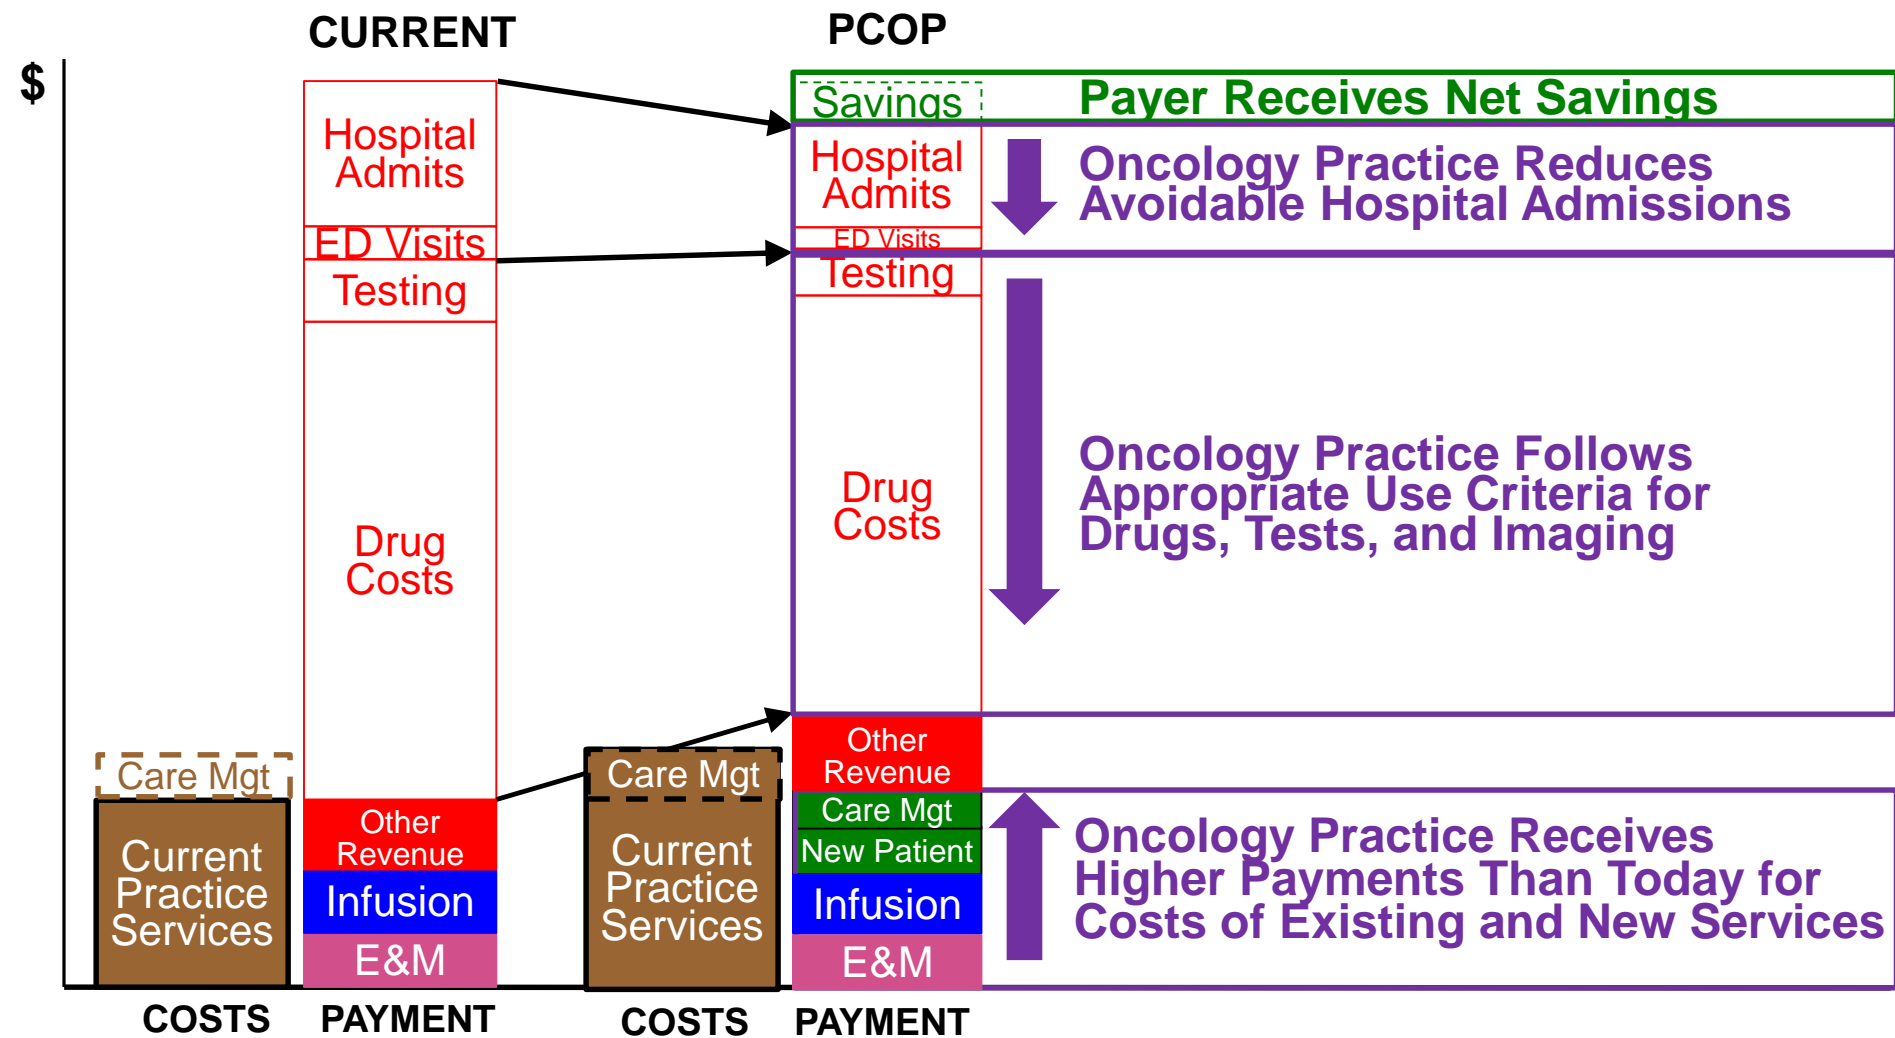 CURRENT
PCOP
$
Hospital
Admits
ED Visits
Testing
Drug
Costs
Other
Revenue
Infusion
E&M
Care Mgt
Current
Practice
Services
Care Mgt
Current
Practice
Services
Savings
Hospital
Admits
ED Visits
Testing
Drug
Costs
Other
Revenue
Care Mgt
New Patient
Infusion
E&M
Payer Receives Net Savings
Oncology Practice Reduces
Avoidable Hospital Admissions
Oncology Practice Follows
Appropriate Use Criteria for
Drugs, Tests, and Imaging
Oncology Practice Receives
Higher Payments Than Today for
Costs of Existing and New Services
COSTS
PAYMENT
COSTS
PAYMENT